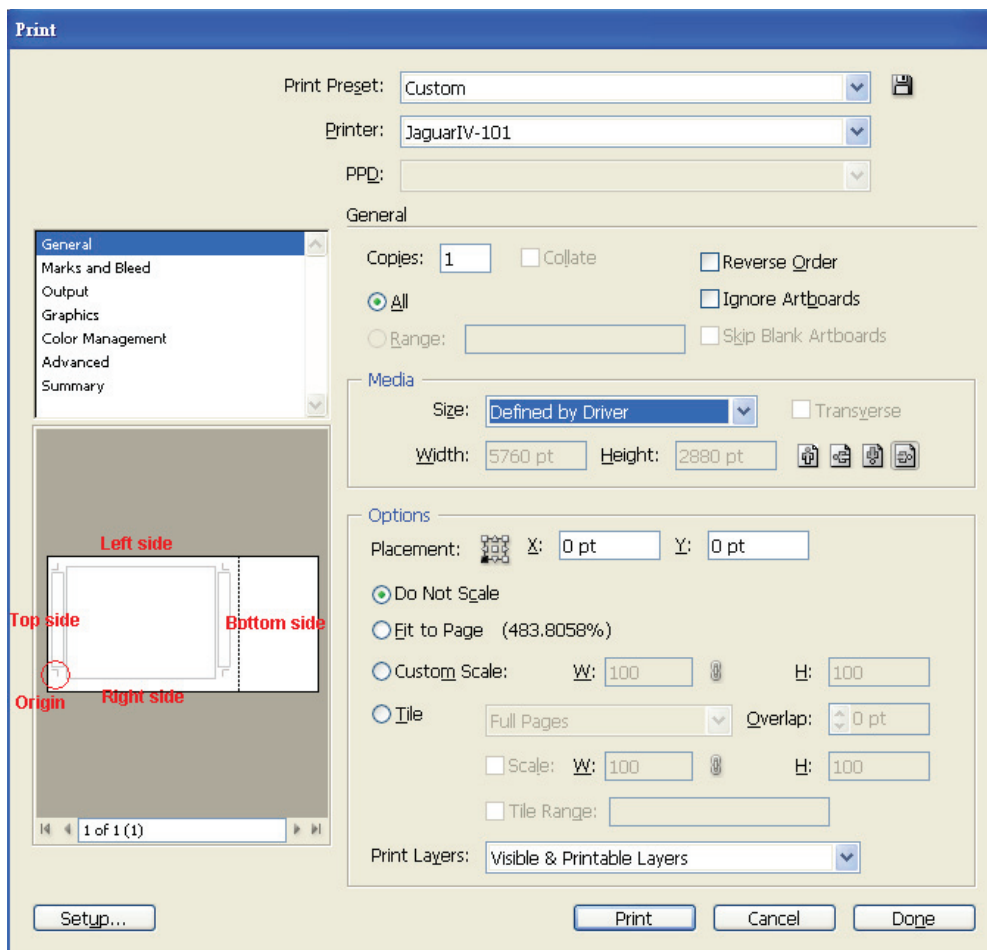 Print
Print Preset: Custom
Printer: JaguarIV-101
PPD:
General
Marks and Bleed
Output
Graphics
Color Management
Advanced
Summary
Left side
Top side
Bottom side
Origin
Right side
1 of 1 (1)
General
Copies: 1 Collate Reverse Order
All Ignore Artboards
Range: Skip Blank Artboards
Media
Size: Defined by Driver Transverse
Width: 5760 pt Height: 2880 pt
Options
Placement: X: 0 pt Y: 0 pt
Do Not Scale
Fit to Page (483.8058%)
Custom Scale: W: 100 H: 100
Tile Full Pages Overlap: 0 pt
Scale: W: 100 H: 100
Tile Range:
Print Layers: Visible & Printable Layers
Setup... Print Cancel Done